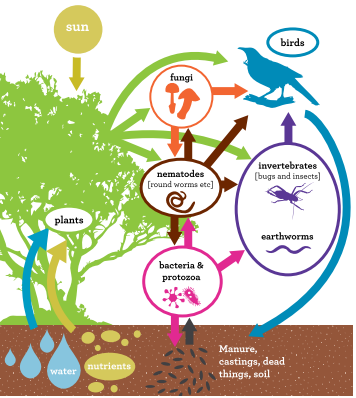 sun
birds
fungi
nematodes
[round worms etc]
invertebrates
[bugs and insects]
plants
earthworms
bacteria &
protozoa
water
nutrients
Manure,
castings, dead
things, soil